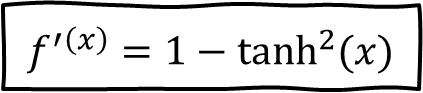 f'⁽ˣ⁾ = 1 − tanh²(x)